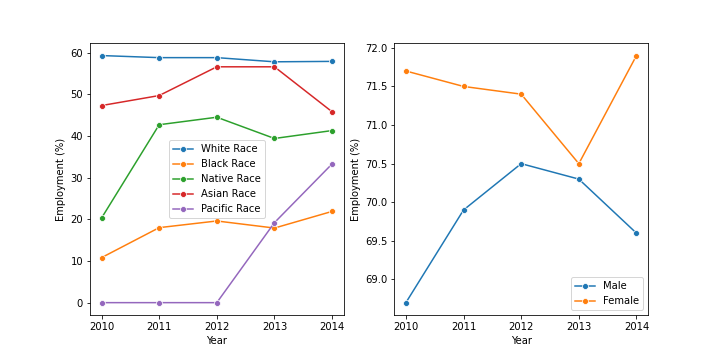 60
50
40
30
20
10
0
Employment (%)
White Race
Black Race
Native Race
Asian Race
Pacific Race
2010 2011 2012 2013 2014
Year
72.0
71.5
71.0
70.5
70.0
69.5
69.0
Employment (%)
Male
Female
2010 2011 2012 2013 2014
Year